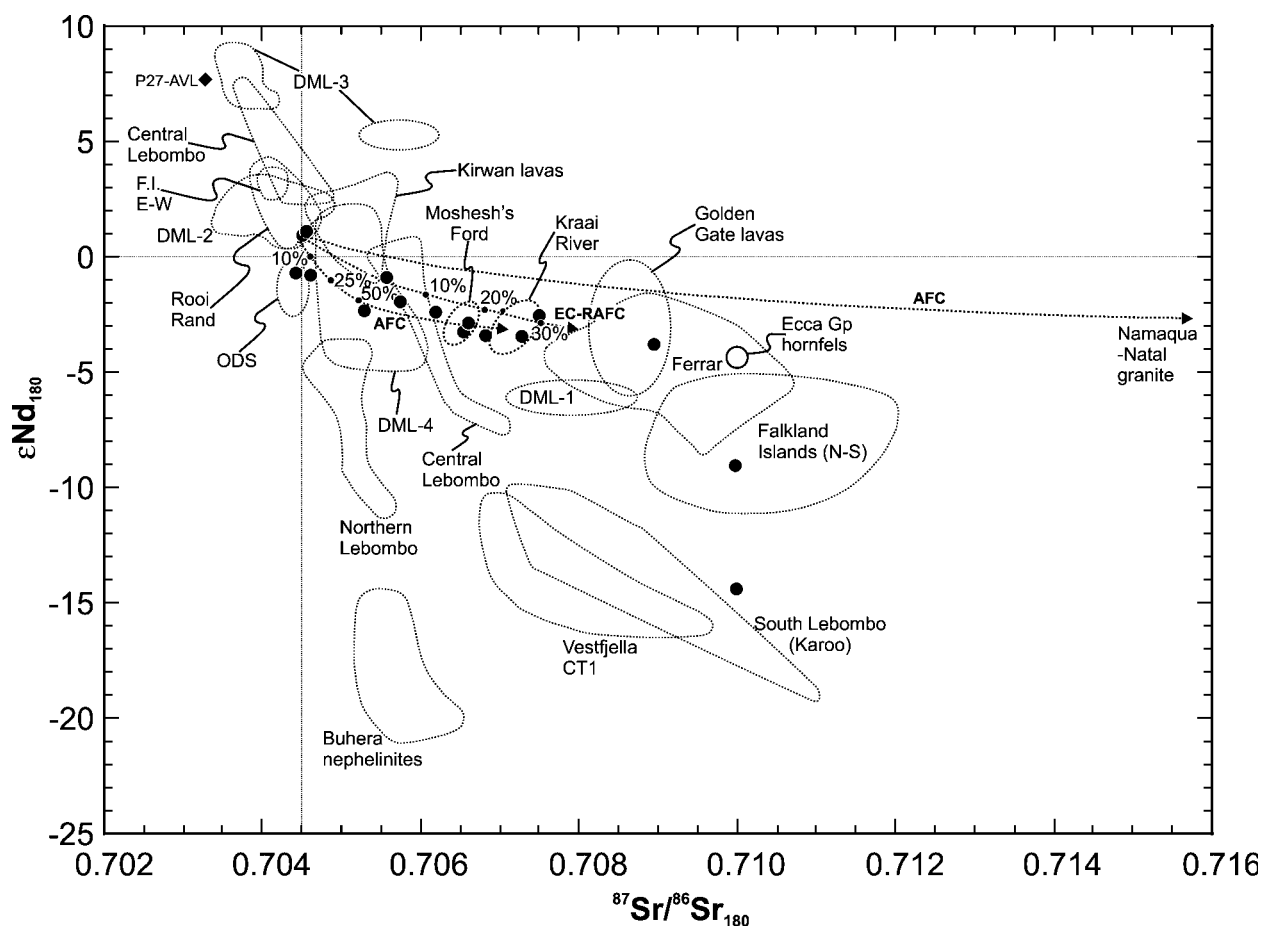 10
5
0
-5
-10
-15
-20
-25
εNd180
P27-AVL
DML-3
Central
Lebombo
F.I.
E-W
DML-2
Kirwan lavas
Moshesh's
Ford
Kraai
River
Golden
Gate lavas
10%
25%
50%
AFC
10%
20%
30%
EC-RAFC
AFC
Namaqua
-Natal
granite
Rooi
Rand
ODS
Ecca Gp
hornfels
Ferrar
DML-1
DML-4
Central
Lebombo
Falkland
Islands (N-S)
Northern
Lebombo
Vestfjella
CT1
South Lebombo
(Karoo)
Buhera
nephelinites
0.702
0.704
0.706
0.708
0.710
0.712
0.714
0.716
87Sr/86Sr180